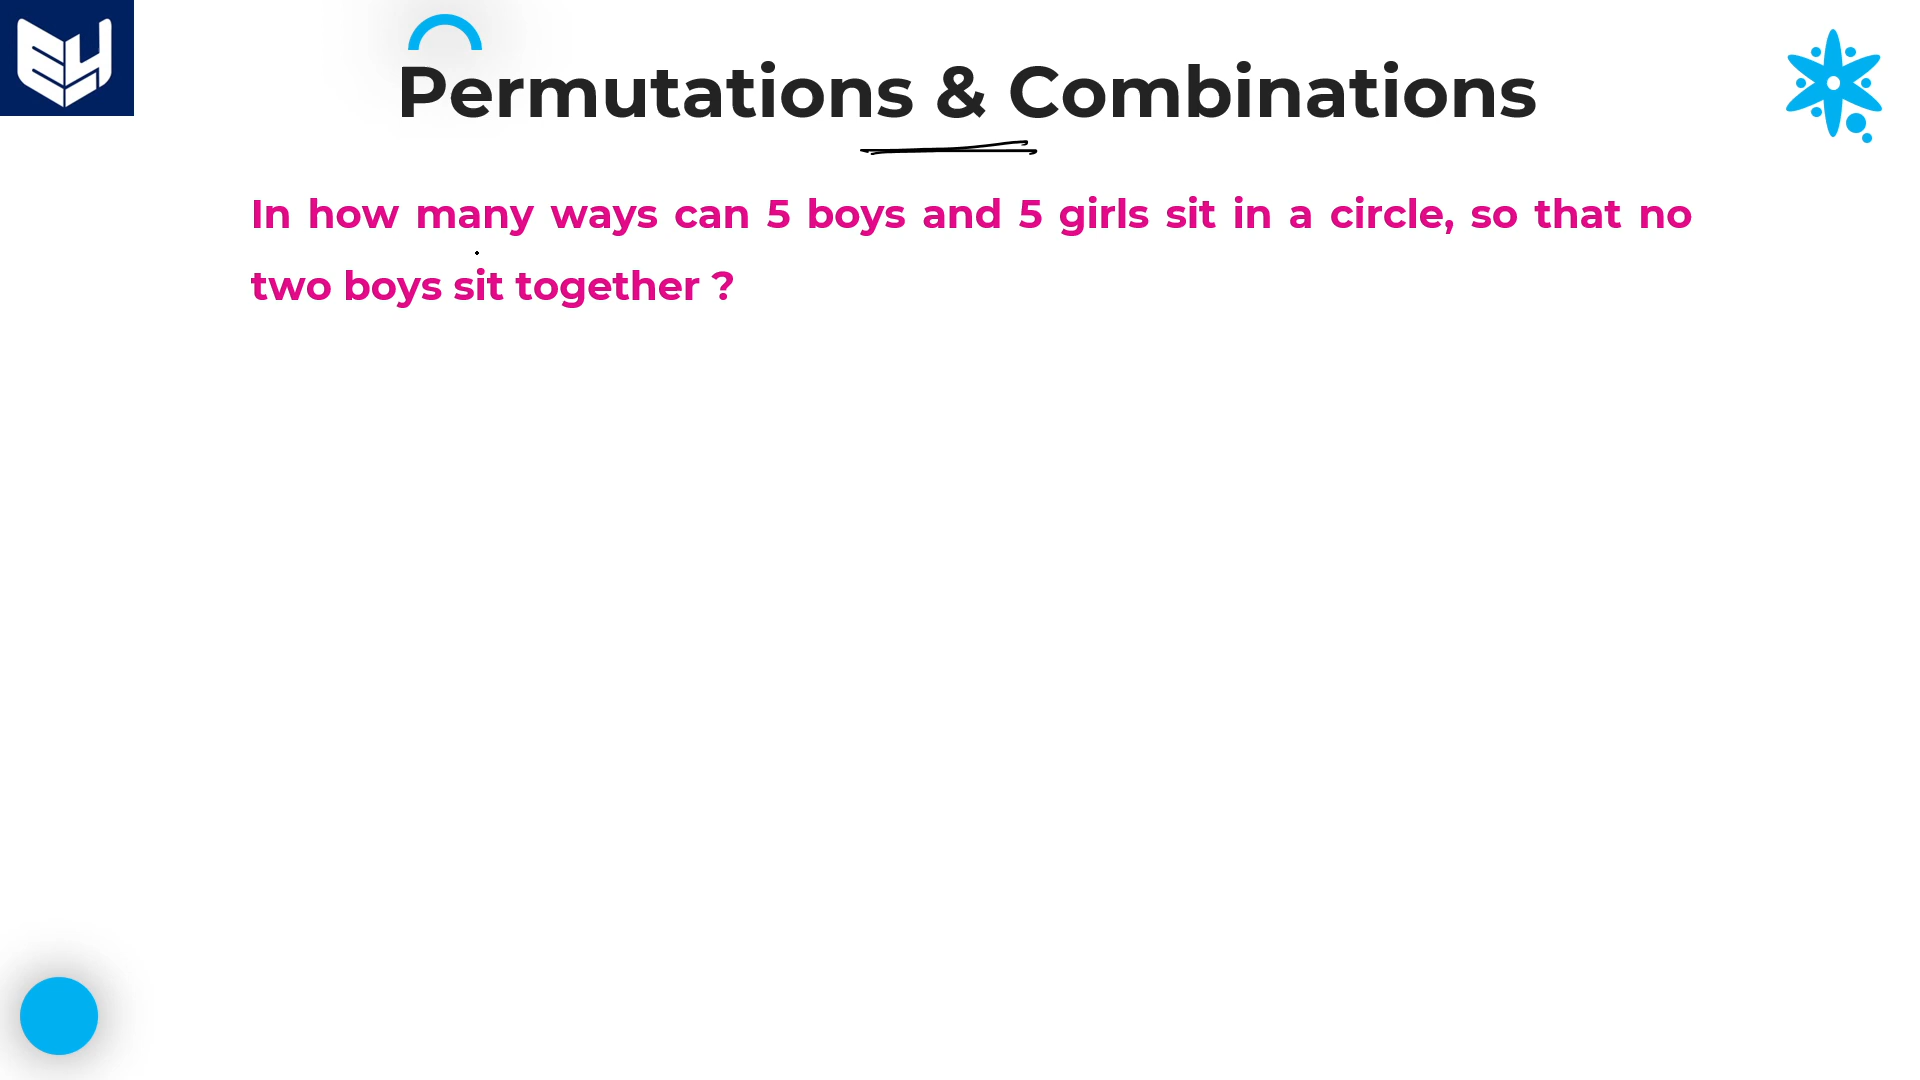 Permutations & Combinations
In how many ways can 5 boys and 5 girls sit in a circle, so that no
two boys sit together ?